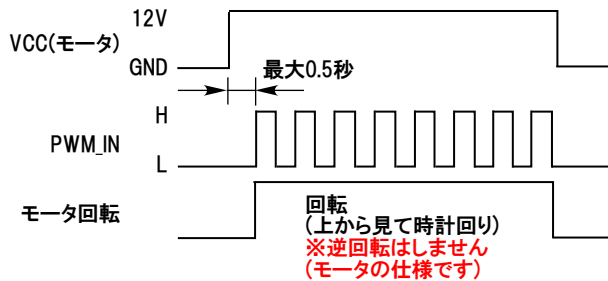 12V
VCC(モータ)
GND
最大0.5秒
H
PWM_IN
L
モータ回転
回転
(上から見て時計回り)
※逆回転はしません
(モータの仕様です)